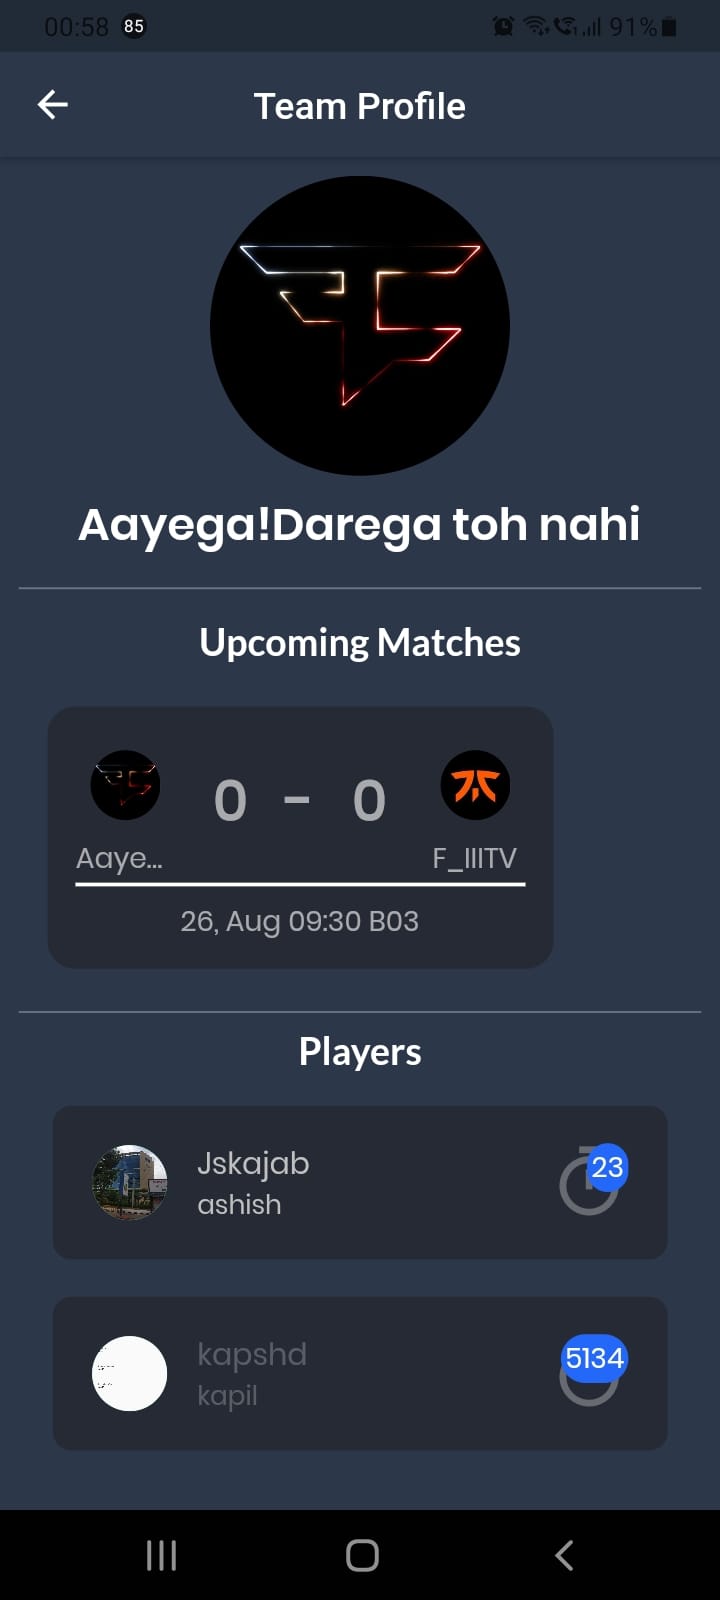 00:58 85 91%
Team Profile
Aayega!Darega toh nahi
Upcoming Matches
0 - 0
Aaye... F_IIITV
26, Aug 09:30 B03
Players
Jskajab
23
ashish
kapshd
5134
kapil